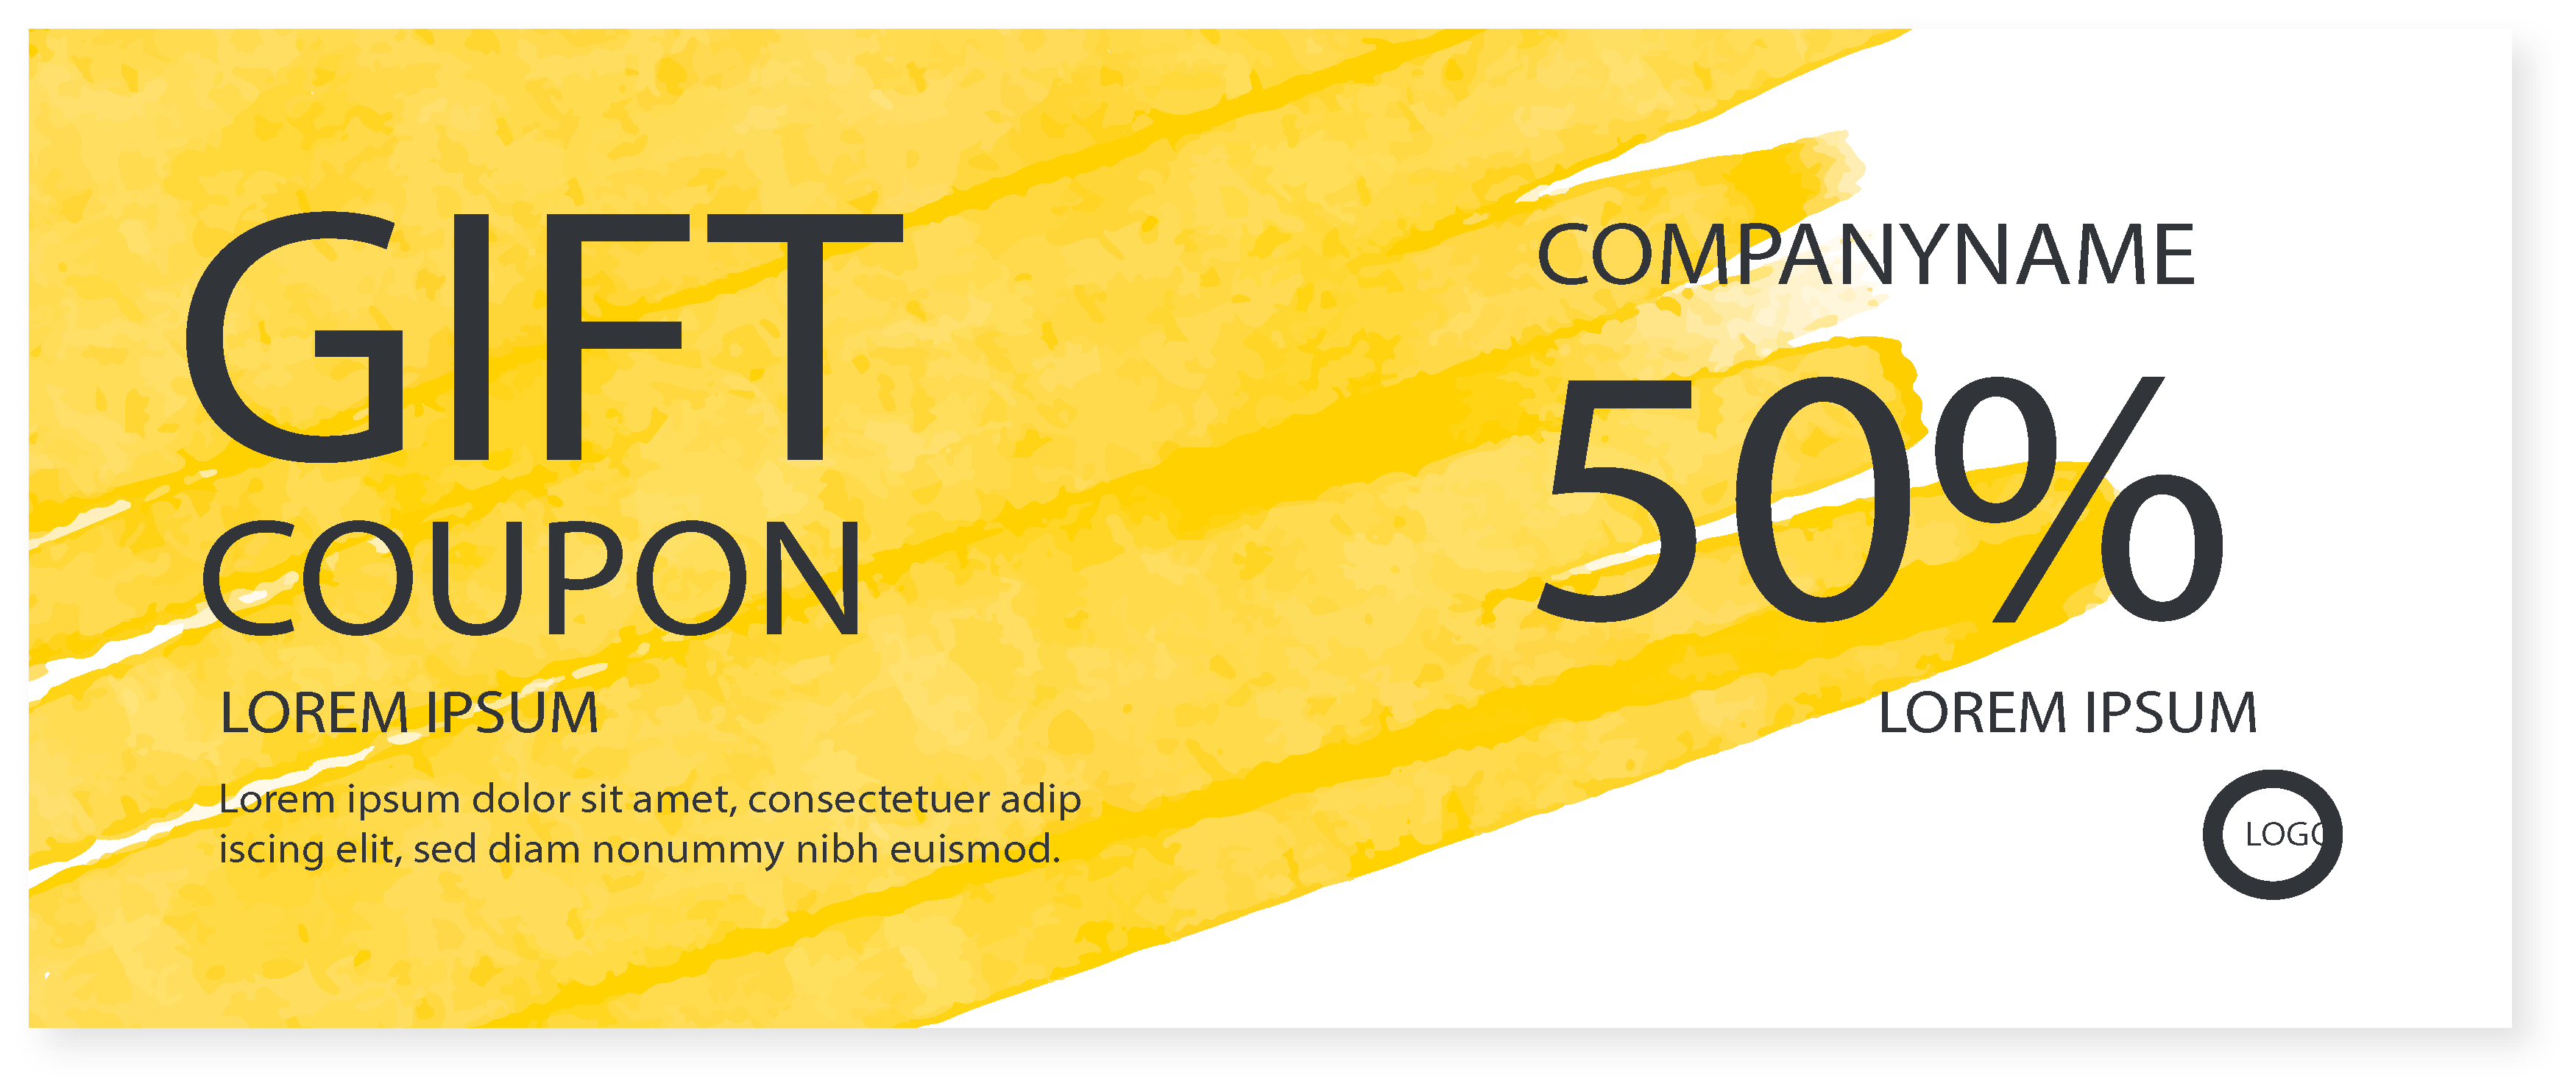 GIFT
COUPON
LOREM IPSUM
Lorem ipsum dolor sit amet, consectetuer adip
iscing elit, sed diam nonummy nibh euismod.
COMPANYNAME
50%
LOREM IPSUM
LOGO